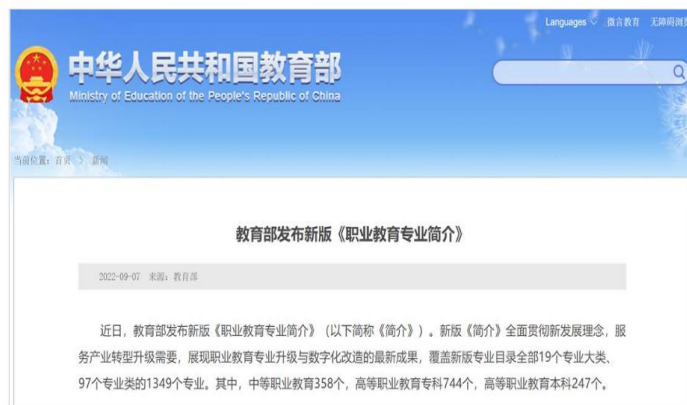 Languages 微言教育 无障碍浏览
中华人民共和国教育部
Ministry of Education of the People's Republic of China
当前位置：首页 > 新闻
教育部发布新版《职业教育专业简介》
2022-09-07 来源：教育部
近日，教育部发布新版《职业教育专业简介》（以下简称《简介》）。新版《简介》全面贯彻新发展理念，服
务产业转型升级需要，展现职业教育专业升级与数字化改造的最新成果，覆盖新版专业目录全部19个专业大类、
97个专业类的1349个专业。其中，中等职业教育358个，高等职业教育专科744个，高等职业教育本科247个。